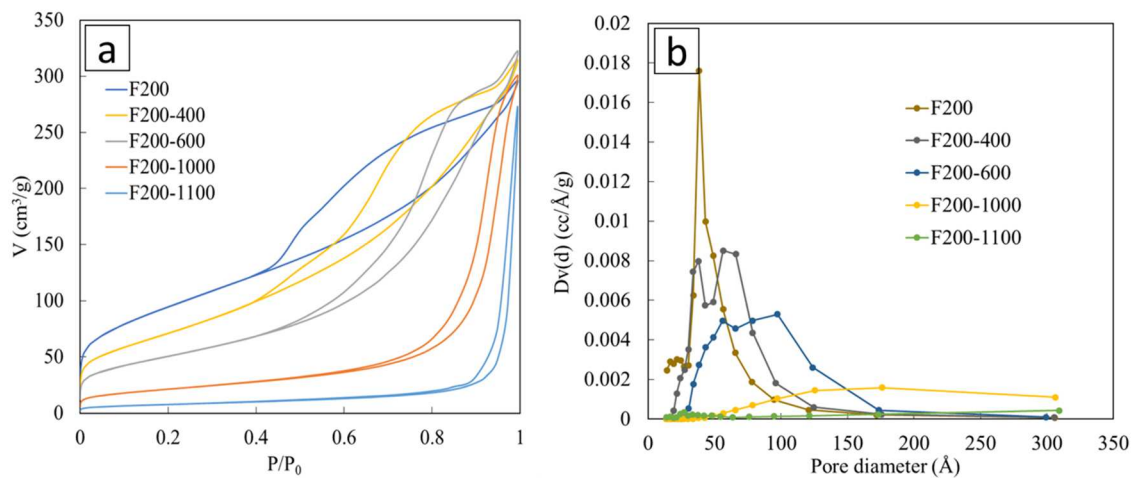 a
350
300
250
200
150
100
50
0
V (cm³/g)
F200
F200-400
F200-600
F200-1000
F200-1100
0
0.2
0.4
0.6
0.8
1
P/P₀
b
0.02
0.018
0.016
0.014
0.012
0.01
0.008
0.006
0.004
0.002
0
Dv(d) (cc/Å/g)
F200
F200-400
F200-600
F200-1000
F200-1100
0
50
100
150
200
250
300
350
Pore diameter (Å)